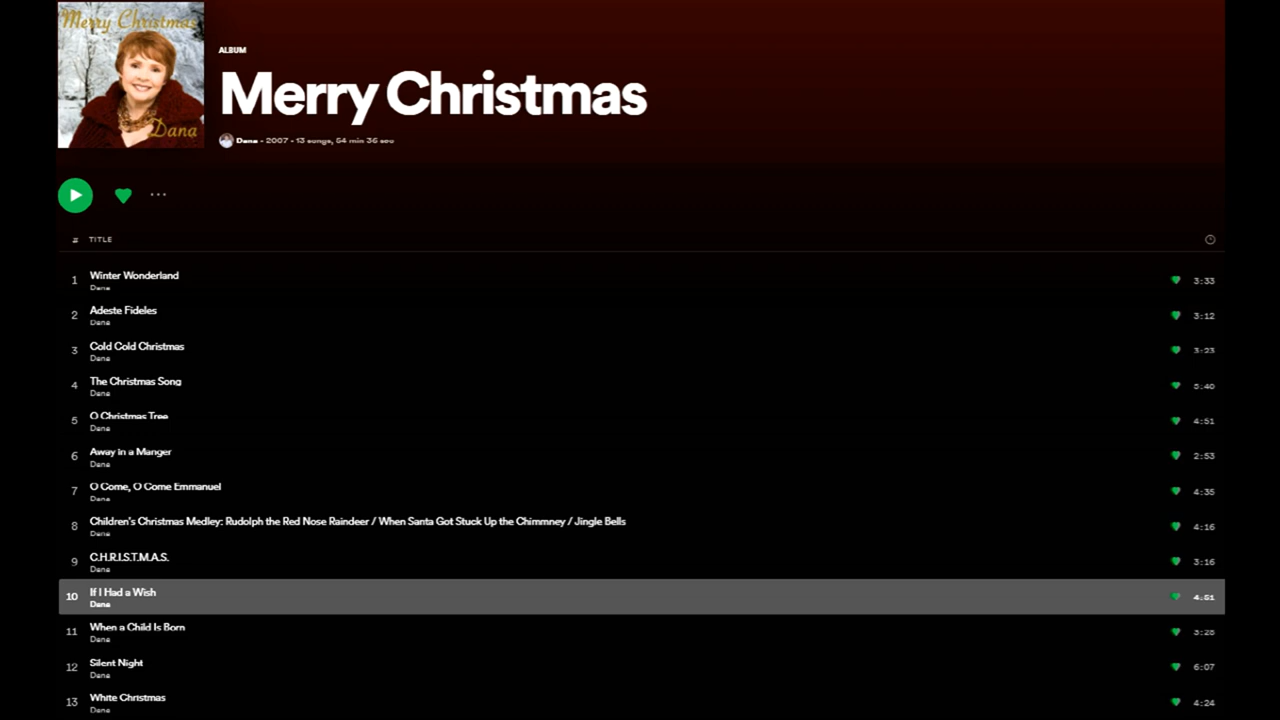 Merry Christmas
Dana
ALBUM
Merry Christmas
Dana • 2007 • 13 songs, 54 min 36 sec
# TITLE
1 Winter Wonderland 3:33
Dana
2 Adeste Fideles 3:12
Dana
3 Cold Cold Christmas 3:23
Dana
4 The Christmas Song 5:40
Dana
5 O Christmas Tree 4:51
Dana
6 Away in a Manger 2:53
Dana
7 O Come, O Come Emmanuel 4:35
Dana
8 Children's Christmas Medley: Rudolph the Red Nose Raindeer / When Santa Got Stuck Up the Chimmney / Jingle Bells 4:16
Dana
9 C.H.R.I.S.T.M.A.S. 3:16
Dana
10 If I Had a Wish 4:51
Dana
11 When a Child Is Born 3:28
Dana
12 Silent Night 6:07
Dana
13 White Christmas 4:24
Dana